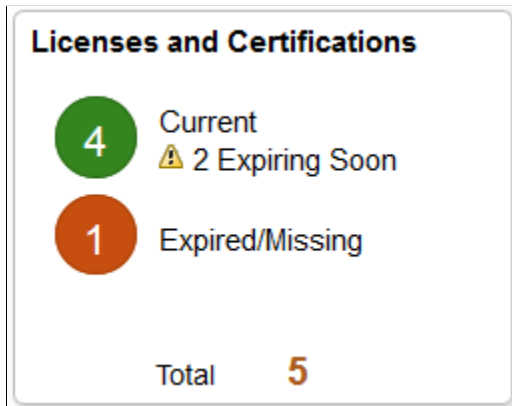 Licenses and Certifications
4 Current
2 Expiring Soon
1 Expired/Missing
Total 5